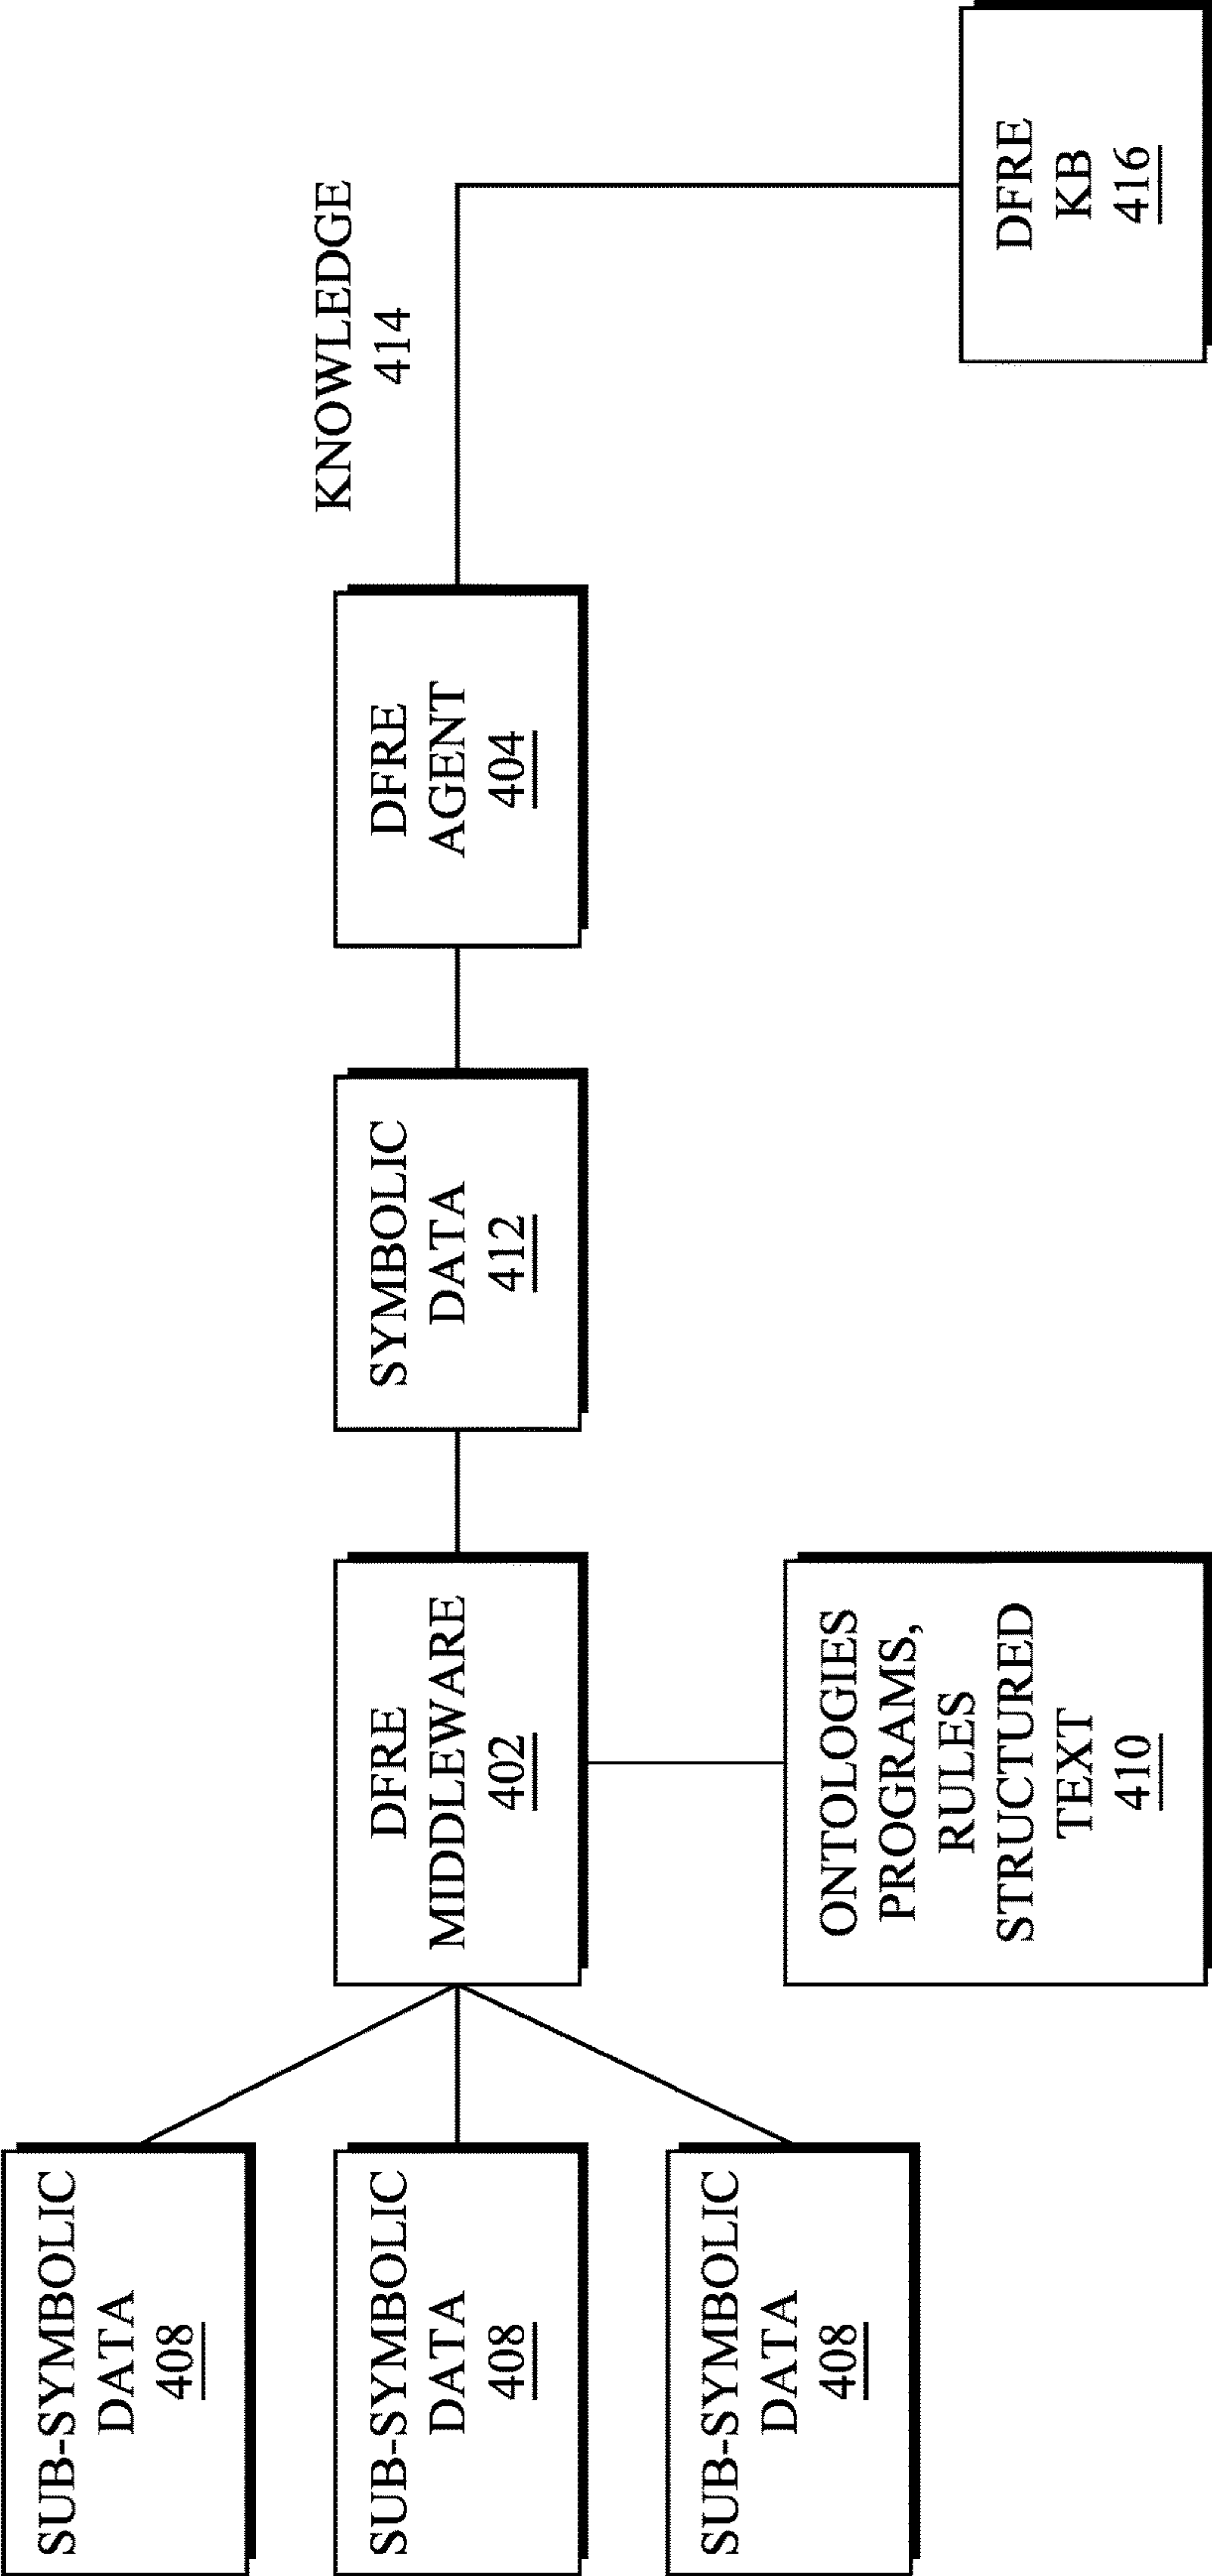 SUB-SYMBOLIC
DATA
408
SUB-SYMBOLIC
DATA
408
SUB-SYMBOLIC
DATA
408
DFRE
MIDDLEWARE
402
ONTOLOGIES
PROGRAMS,
RULES
STRUCTURED
TEXT
410
SYMBOLIC
DATA
412
DFRE
AGENT
404
KNOWLEDGE
414
DFRE
KB
416